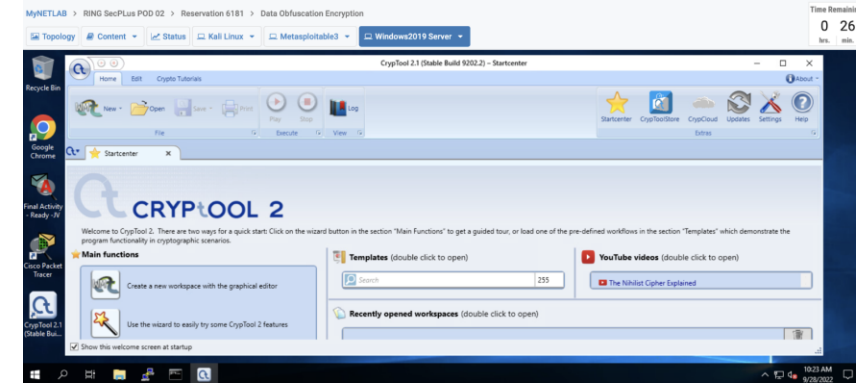 MyNETLAB > RING SecPLus POD 02 > Reservation 6181 > Data Obfuscation Encryption
Time Remaining
Topology Content Status Kali Linux Metasploitable3 Windows2019 Server
0 26
hrs. min.
Recycle Bin
CrypTool 2.1 (Stable Build 9202.2) – Startcenter
Home Edit Crypto Tutorials
About
New Open Save Print Play Stop Log
Startcenter CrypToolStore CrypCloud Updates Settings Help
File Execute View Extras
Google
Chrome
Startcenter
Final Activity
- Ready -JV
CRYPtOOL 2
Welcome to CrypTool 2. There are two ways for a quick start: Click on the wizard button in the section "Main Functions" to get a guided tour, or load one of the
pre-defined workflows in the section "Templates" which demonstrate the
program functionality in cryptographic scenarios.
Main functions
Templates (double click to open)
YouTube videos (double click to open)
Cisco Packet
Tracer
Create a new workspace with the graphical editor
Search
255
The Nihilist Cipher Explained
Recently opened workspaces (double click to open)
CrypTool 2.1
(Stable Bui...
Use the wizard to easily try some CrypTool 2 features
Show this welcome screen at startup
10:23 AM
9/28/2022